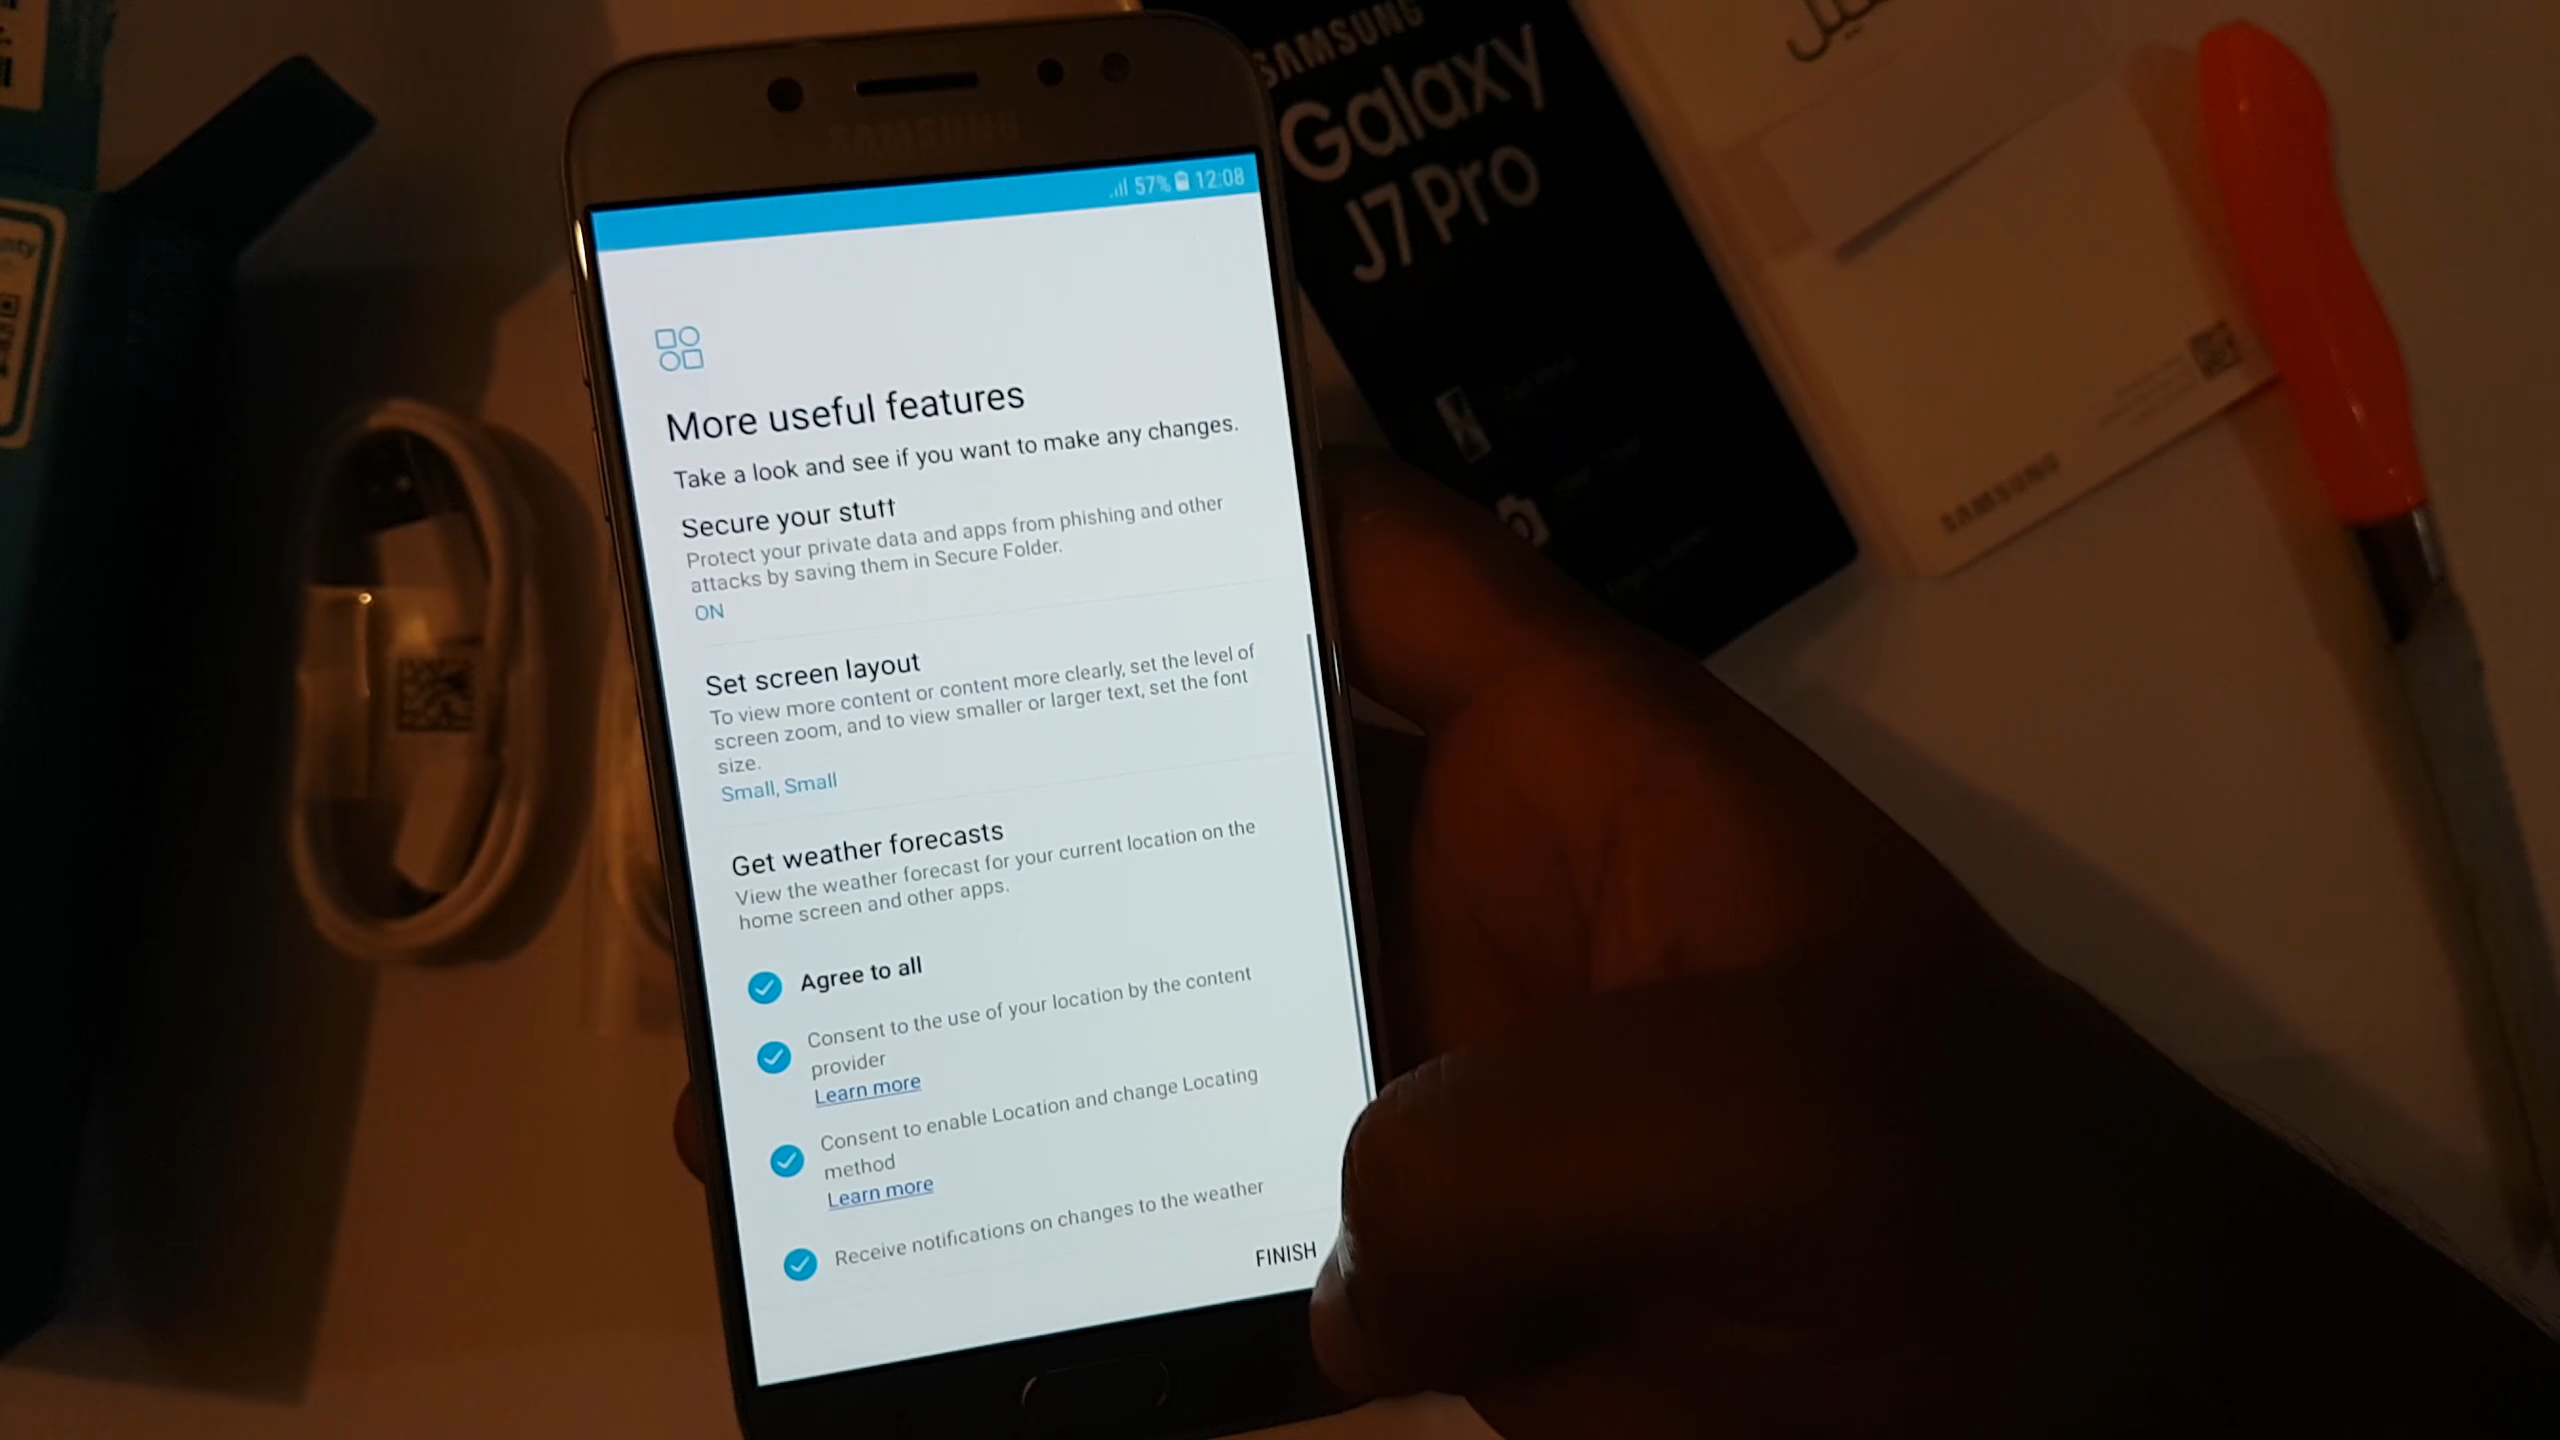 SAMSUNG
Galaxy
J7 Pro
SAMSUNG
57% 12:08
More useful features
Take a look and see if you want to make any changes.
Secure your stuff
Protect your private data and apps from phishing and other
attacks by saving them in Secure Folder.
ON
Set screen layout
To view more content or content more clearly, set the level of
screen zoom, and to view smaller or larger text, set the font
size.
Small, Small
Get weather forecasts
View the weather forecast for your current location on the
home screen and other apps.
Agree to all
Consent to the use of your location by the content
provider
Learn more
Consent to enable Location and change Locating
method
Learn more
Receive notifications on changes to the weather
FINISH
SAMSUNG